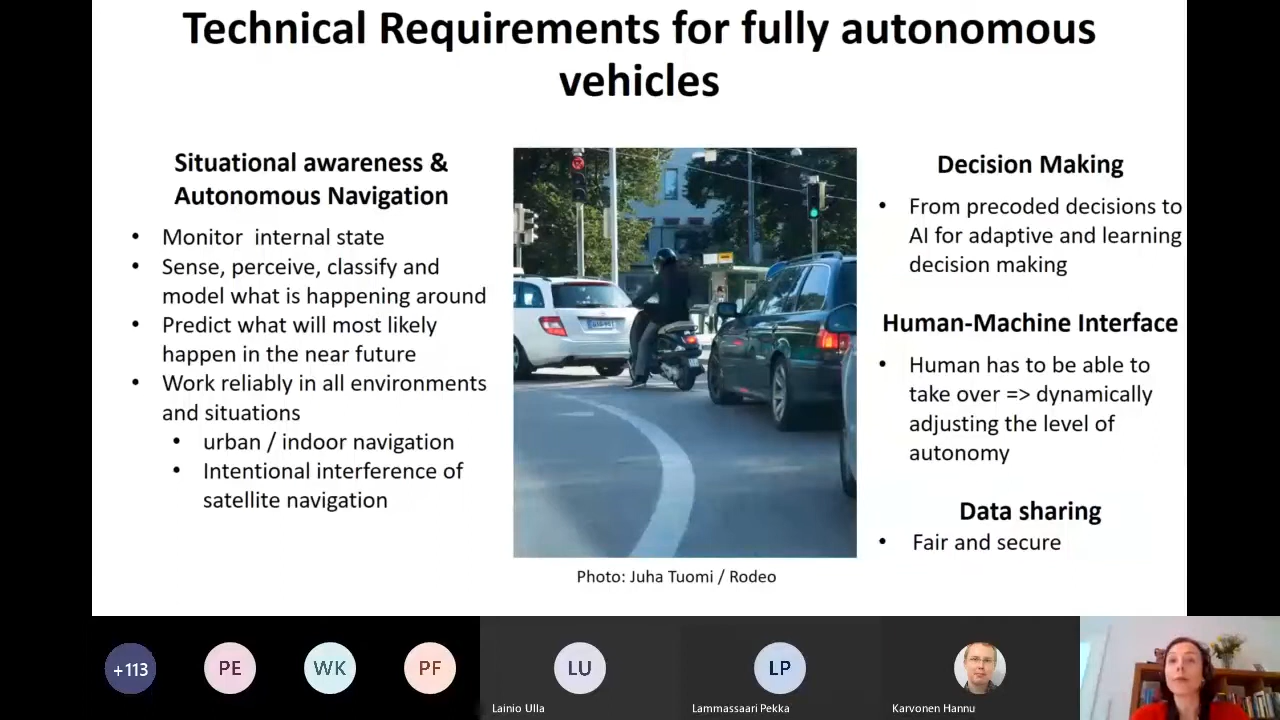 Technical Requirements for fully autonomous
vehicles
Situational awareness &
Autonomous Navigation
• Monitor internal state
• Sense, perceive, classify and
model what is happening around
• Predict what will most likely
happen in the near future
• Work reliably in all environments
and situations
• urban / indoor navigation
• Intentional interference of
satellite navigation
Photo: Juha Tuomi / Rodeo
Decision Making
• From precoded decisions to
AI for adaptive and learning
decision making
Human-Machine Interface
• Human has to be able to
take over => dynamically
adjusting the level of
autonomy
Data sharing
• Fair and secure
+113
PE
WK
PF
LU
Lainio Ulla
LP
Lammassaari Pekka
Karvonen Hannu